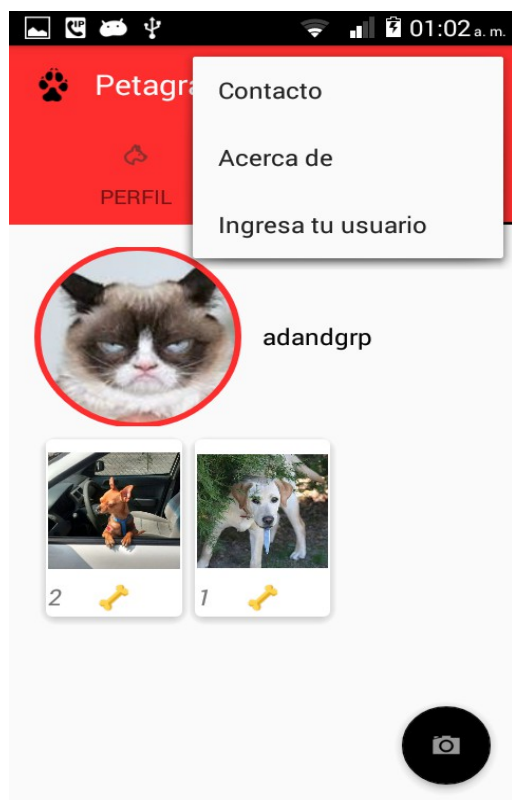 01:02 a. m.
Petagra
Contacto
Acerca de
PERFIL
Ingresa tu usuario
adandgrp
2
1